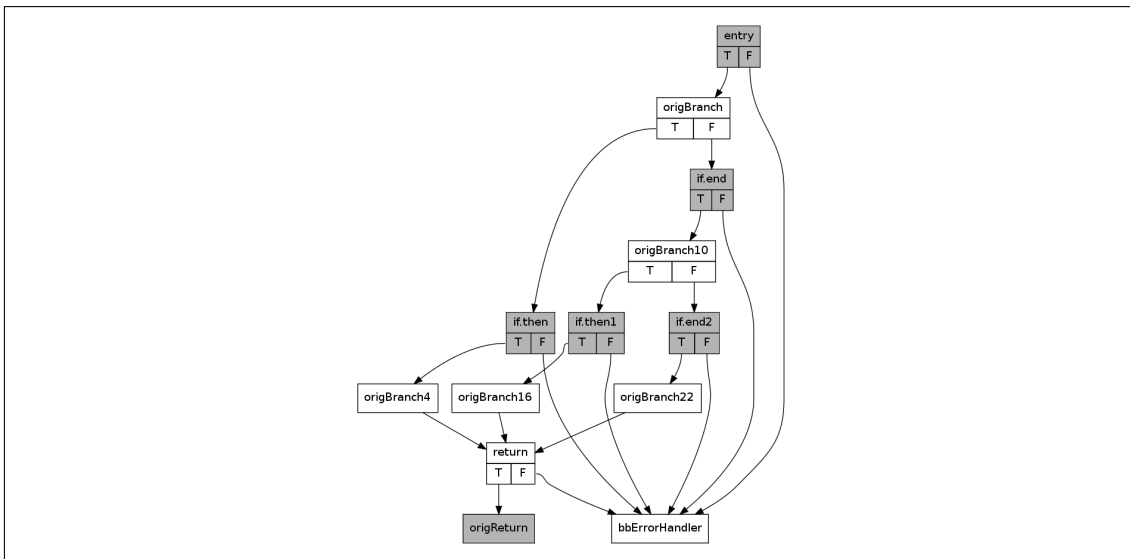 entry
T F
origBranch
T F
if.end
T F
origBranch10
T F
if.then if.then1 if.end2
T F T F T F
origBranch4 origBranch16 origBranch22
return
T F
origReturn bbErrorHandler